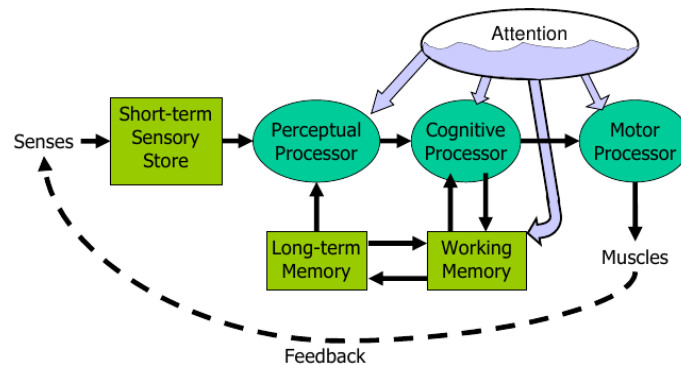 Attention
Short-term
Sensory
Store
Senses
Perceptual
Processor
Cognitive
Processor
Motor
Processor
Long-term
Memory
Working
Memory
Muscles
Feedback